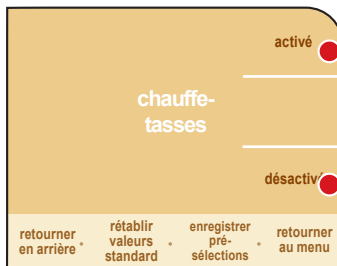 activé
chauffe-
tasses
désactivé
retourner
en arrière
rétablir
valeurs
standard
enregistrer
pré-
sélections
retourner
au menu